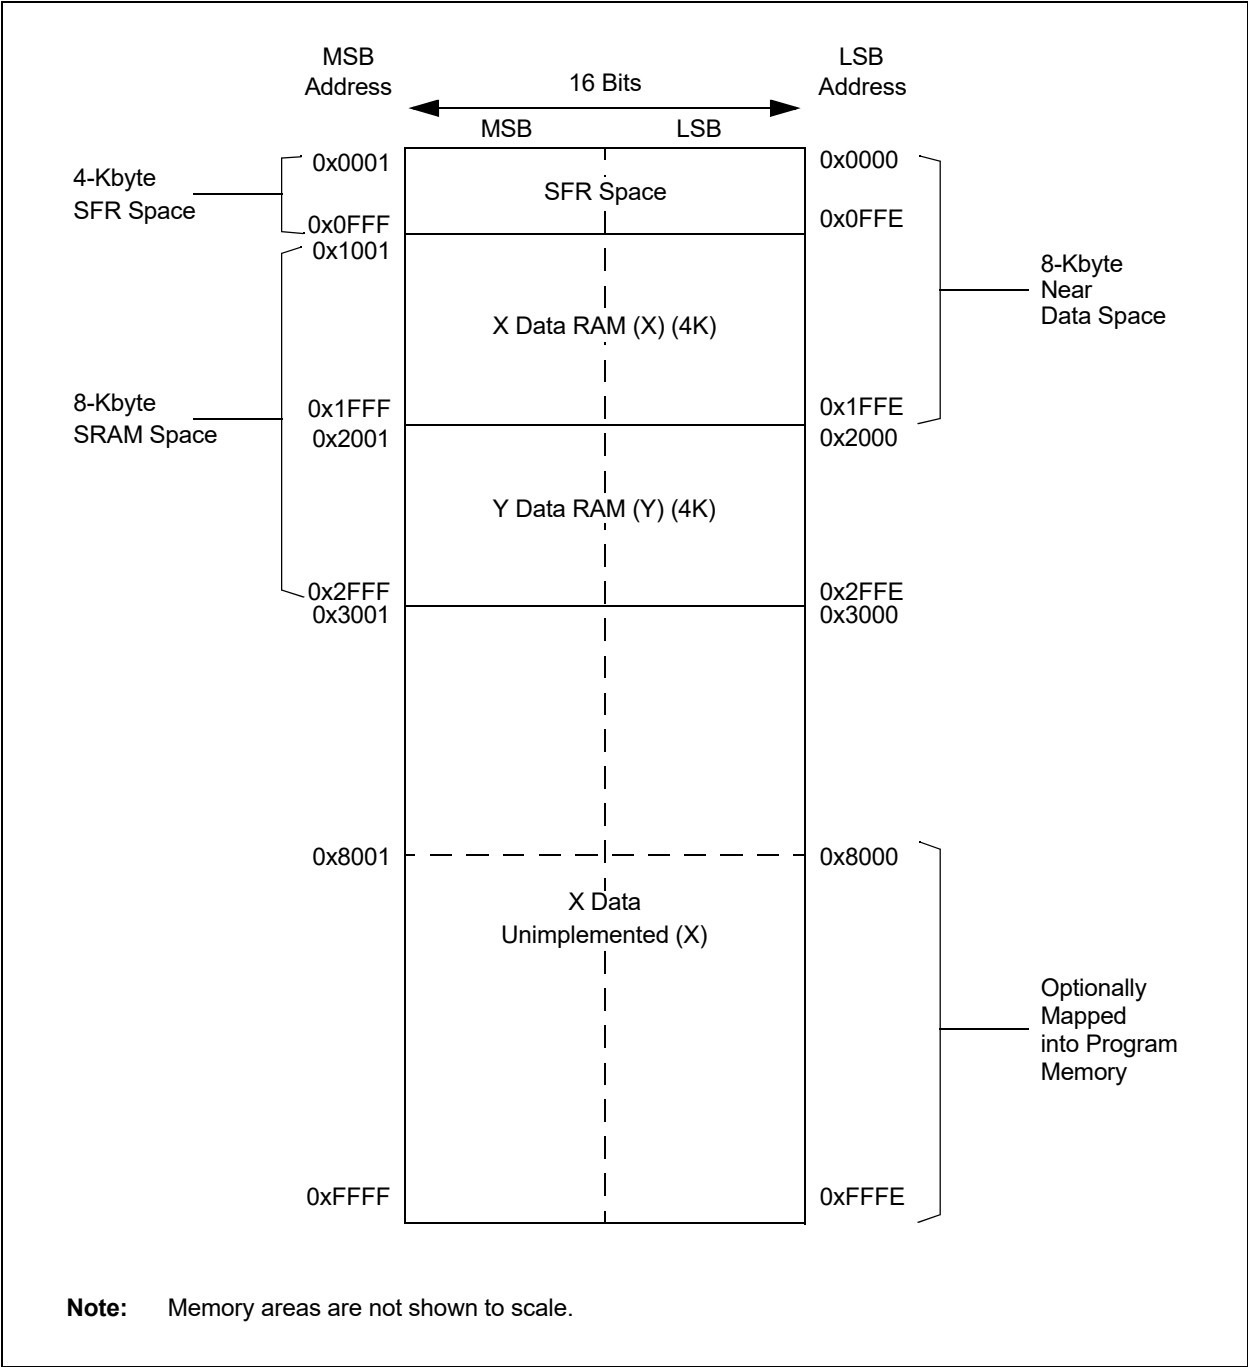 MSB
Address
16 Bits
LSB
Address
MSB
LSB
4-Kbyte
SFR Space
0x0001
0x0FFF
SFR Space
0x0000
0x0FFE
8-Kbyte
Near
Data Space
8-Kbyte
SRAM Space
0x1001
X Data RAM (X) (4K)
0x1FFF
0x1FFE
0x2001
0x2000
Y Data RAM (Y) (4K)
0x2FFF
0x2FFE
0x3001
0x3000
0x8001
0x8000
X Data
Unimplemented (X)
Optionally
Mapped
into Program
Memory
0xFFFF
0xFFFE
Note: Memory areas are not shown to scale.